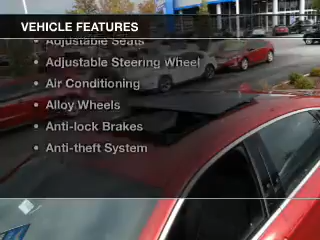 VEHICLE FEATURES
• Adjustable Seats
• Adjustable Steering Wheel
• Air Conditioning
• Alloy Wheels
• Anti-lock Brakes
• Anti-theft System